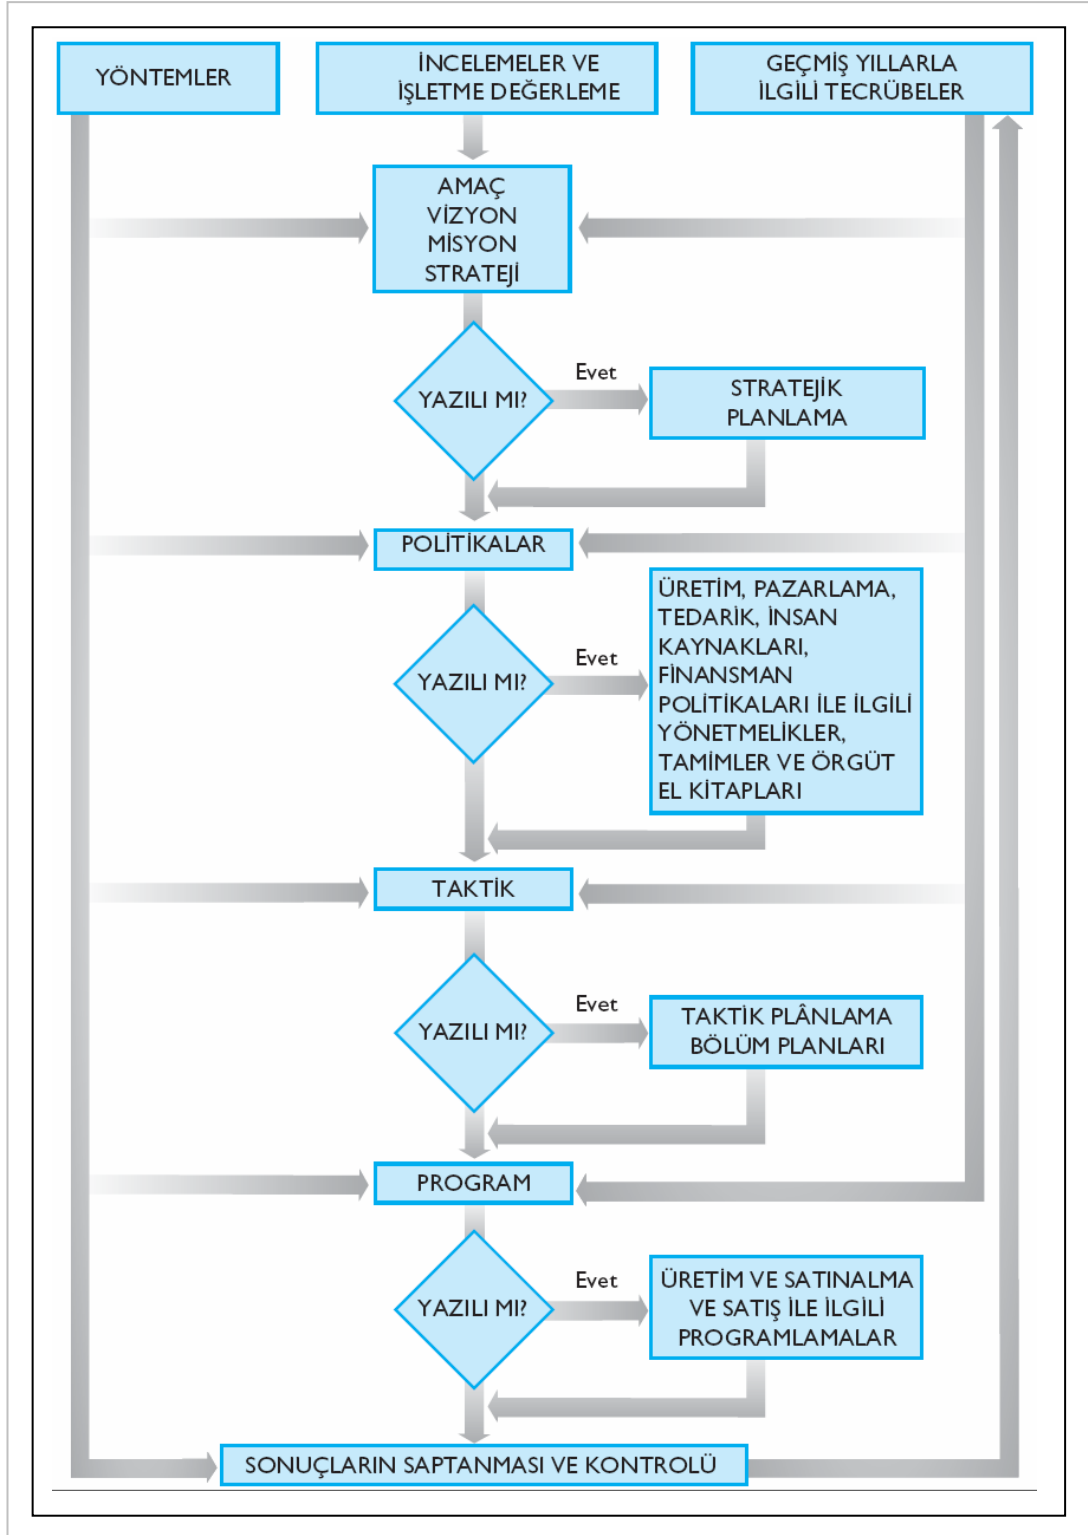 YÖNTEMLER
İNCELEMELER VE
İŞLETME DEĞERLEME
GEÇMİŞ YILLARLA
İLGİLİ TECRÜBELER
AMAÇ
VİZYON
MİSYON
STRATEJİ
YAZILI MI?
Evet
STRATEJİK
PLANLAMA
POLİTİKALAR
YAZILI MI?
Evet
ÜRETİM, PAZARLAMA,
TEDARİK, İNSAN
KAYNAKLARI,
FİNANSMAN
POLİTİKALARI İLE İLGİLİ
YÖNETMELİKLER,
TAMİMLER VE ÖRGÜT
EL KİTAPLARI
TAKTİK
YAZILI MI?
Evet
TAKTİK PLÂNLAMA
BÖLÜM PLANLARI
PROGRAM
YAZILI MI?
Evet
ÜRETİM VE SATINALMA
VE SATIŞ İLE İLGİLİ
PROGRAMLAMALAR
SONUÇLARIN SAPTANMASI VE KONTROLÜ